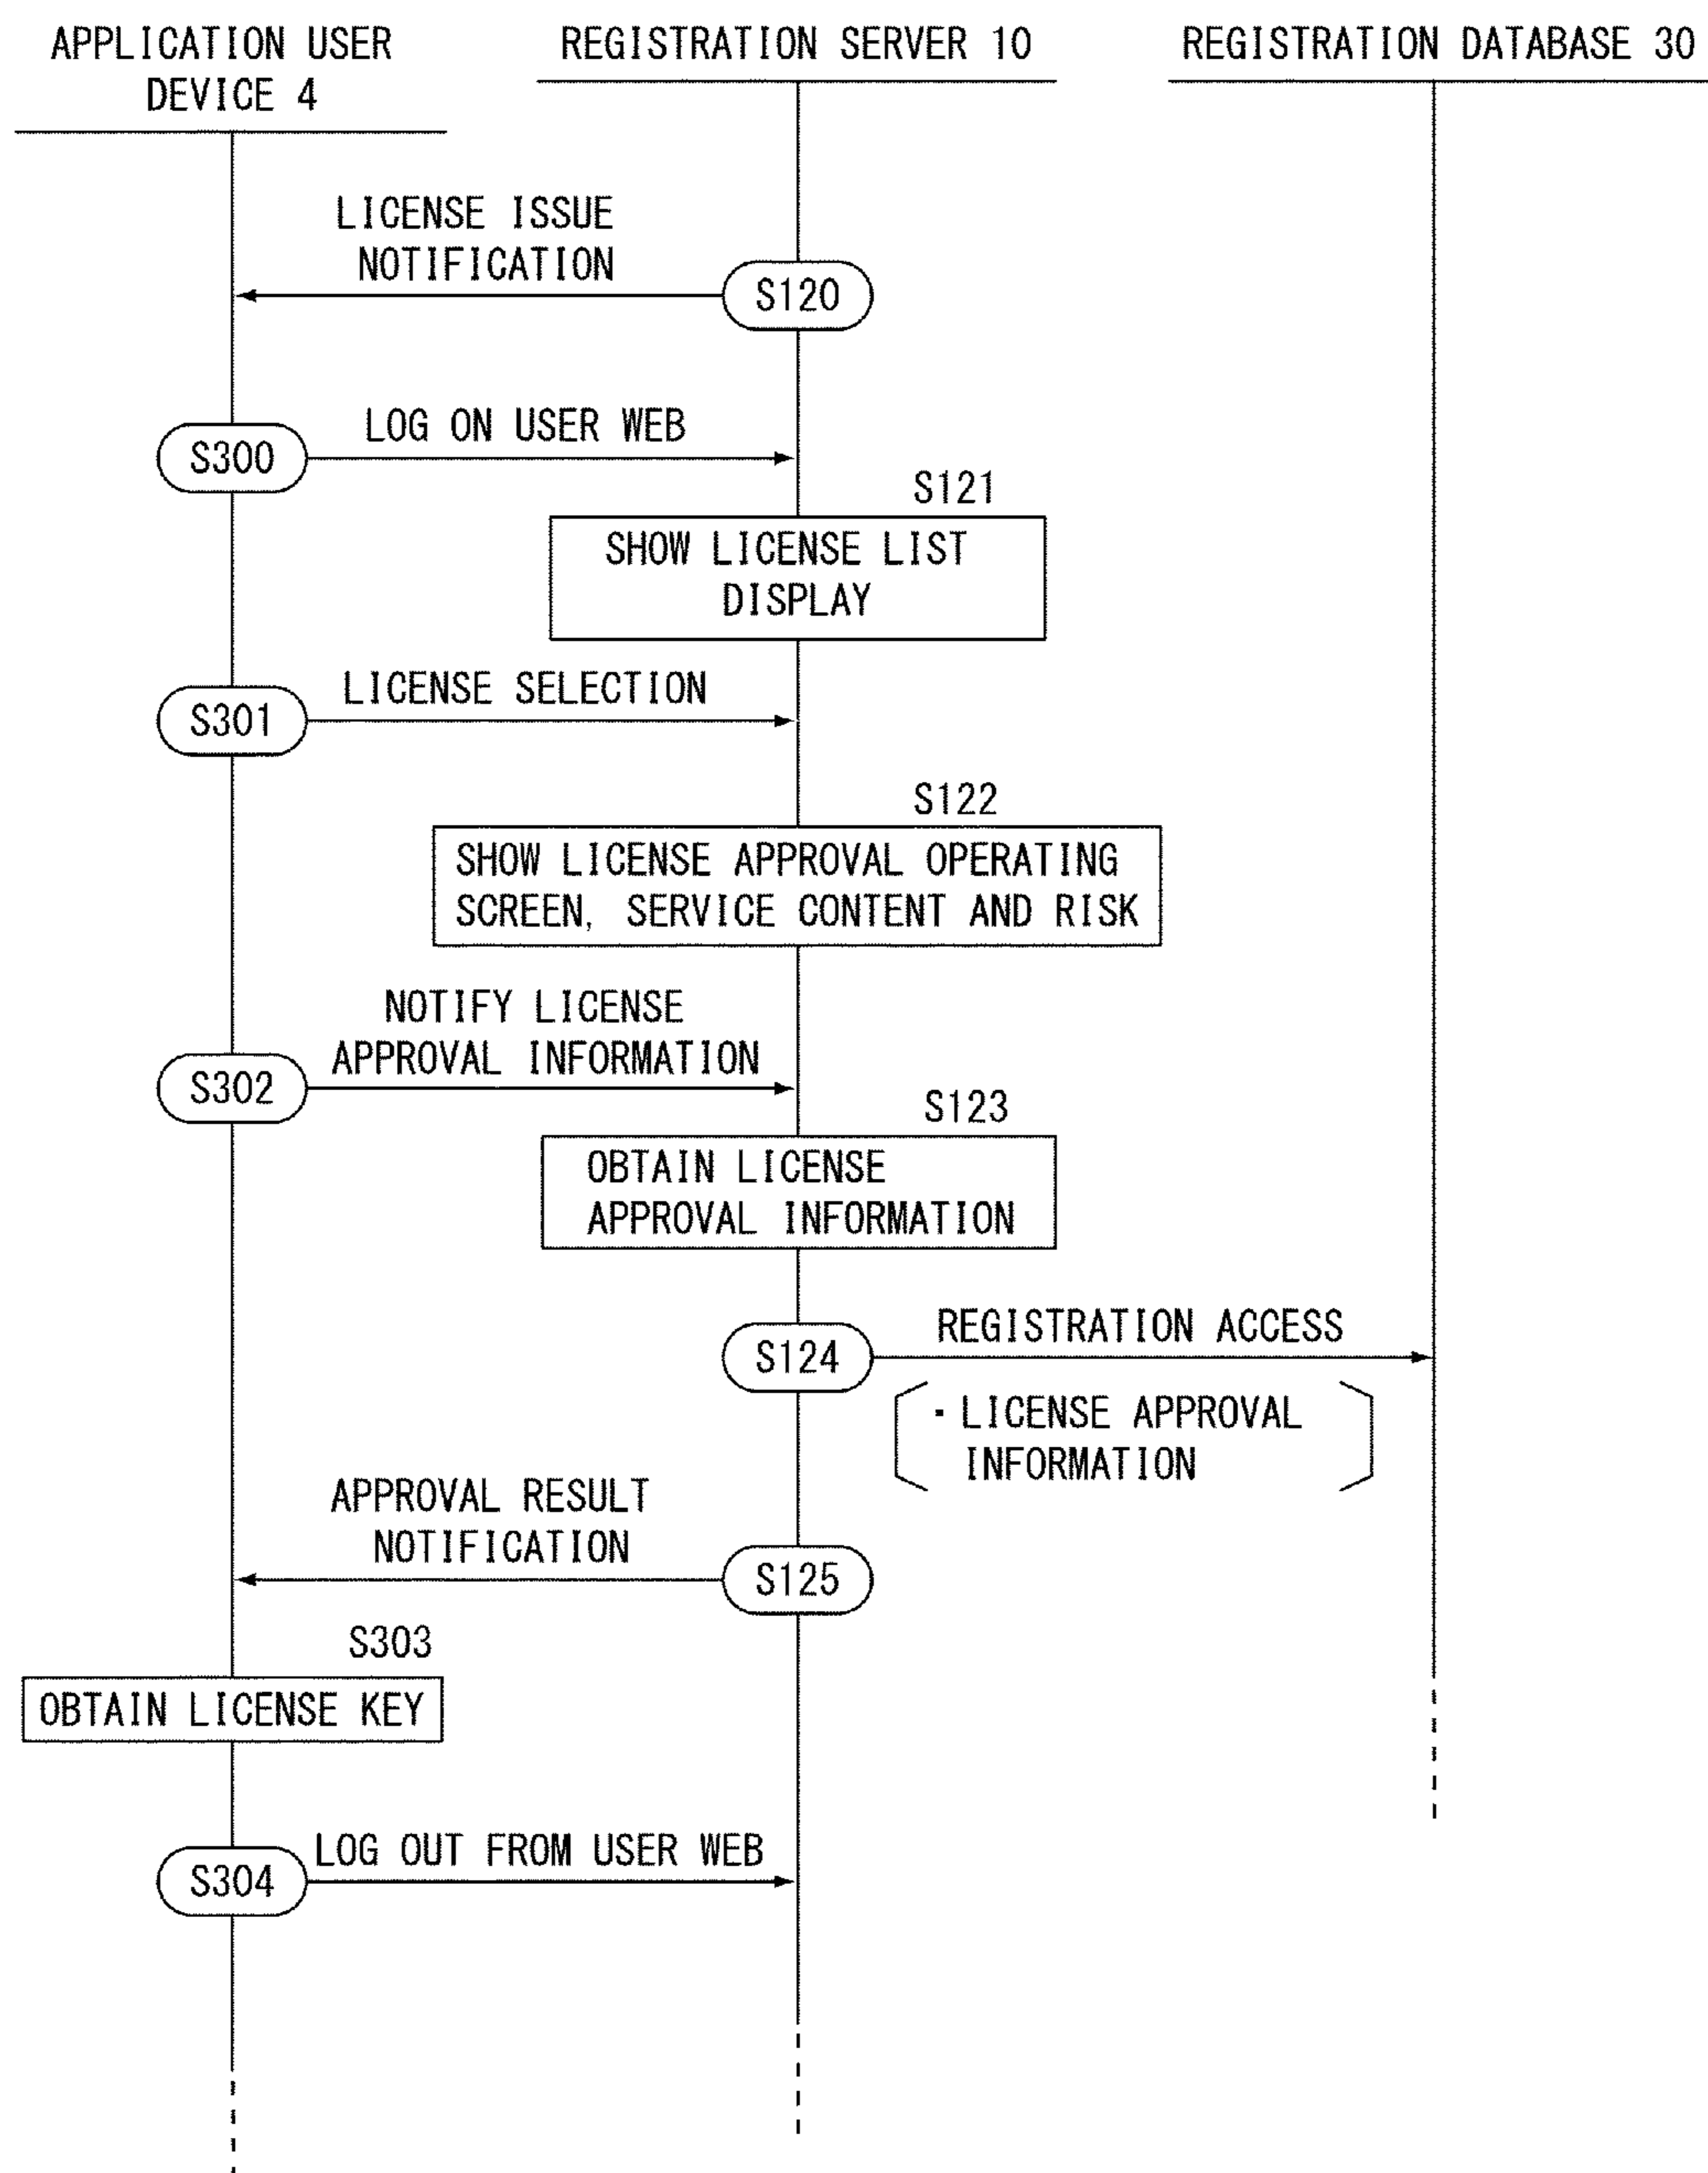 APPLICATION USER
DEVICE 4
REGISTRATION SERVER 10
REGISTRATION DATABASE 30
LICENSE ISSUE
NOTIFICATION
S120
S300
LOG ON USER WEB
S121
SHOW LICENSE LIST
DISPLAY
S301
LICENSE SELECTION
S122
SHOW LICENSE APPROVAL OPERATING
SCREEN, SERVICE CONTENT AND RISK
S302
NOTIFY LICENSE
APPROVAL INFORMATION
S123
OBTAIN LICENSE
APPROVAL INFORMATION
S124
REGISTRATION ACCESS
・LICENSE APPROVAL
INFORMATION
APPROVAL RESULT
NOTIFICATION
S125
S303
OBTAIN LICENSE KEY
S304
LOG OUT FROM USER WEB